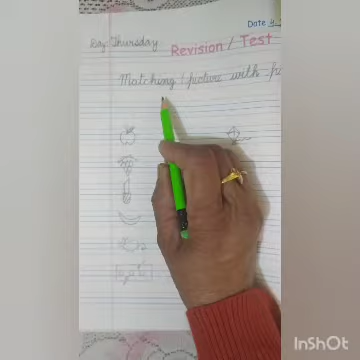 Date
Day: Thursday
Revision / Test
Matching picture with
InShOt